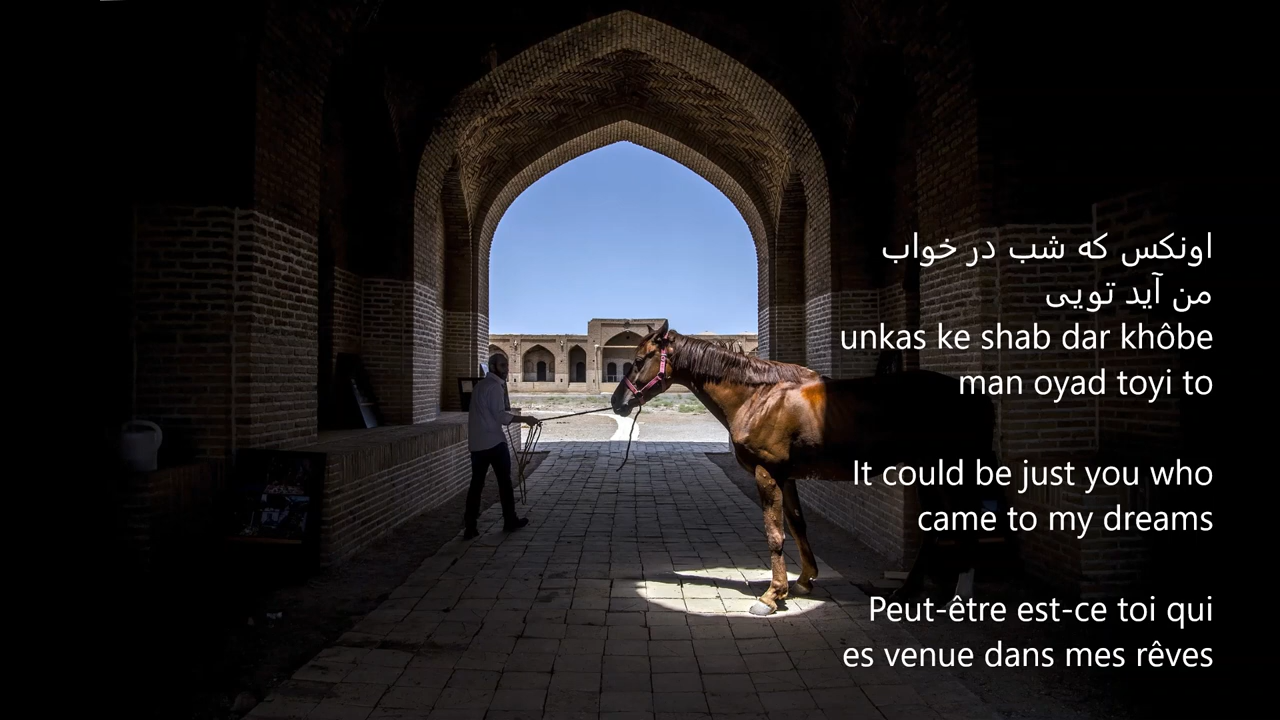 اونکس که شب در خواب
من آید تویی
unkas ke shab dar khôbe
man oyad toyi to
It could be just you who
came to my dreams
Peut-être est-ce toi qui
es venue dans mes rêves